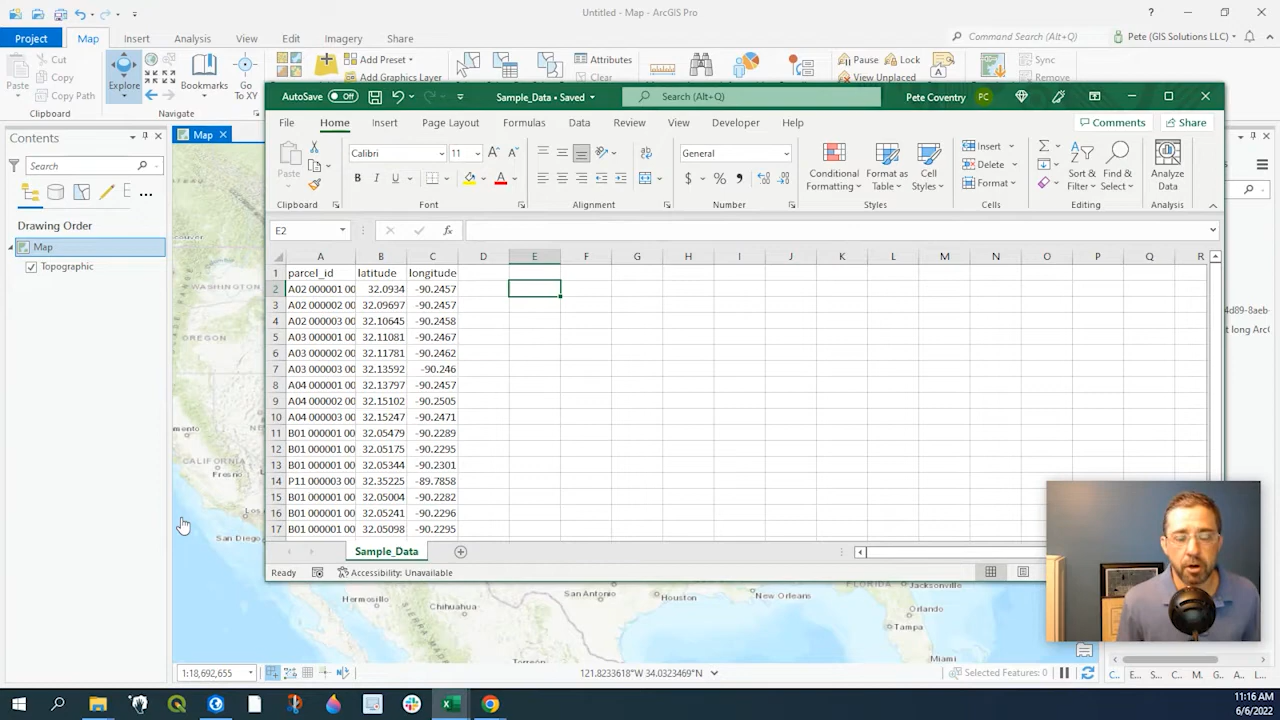 Untitled - Map - ArcGIS Pro
?
Project Map Insert Analysis View Edit Imagery Share
Command Search (Alt+Q)
Pete (GIS Solutions LLC)
Paste
Cut
Copy
Copy Path
Clipboard
Explore
Bookmarks
Go To XY
Navigate
Add Preset
Add Graphics Layer
Attributes
Clear
Pause
Lock
View Unplaced
Sync
Remove
AutoSave Off
Sample_Data • Saved
Search (Alt+Q)
Pete Coventry PC
File Home Insert Page Layout Formulas Data Review View Developer Help
Comments Share
Paste
Clipboard
Calibri 11
B I U
Font
Alignment
General
$ % 9
Number
Conditional Formatting
Format as Table
Cell Styles
Styles
Insert
Delete
Format
Cells
Sort & Filter
Find & Select
Editing
Analyze Data
Analysis
E2
fx
Contents
Map
Search
Drawing Order
Map
Topographic
A B C D E F G H I J K L M N O P Q R
1 parcel_id latitude longitude
2 A02 000001 00 32.0934 -90.2457
3 A02 000002 00 32.09697 -90.2457
4 A02 000003 00 32.10645 -90.2458
5 A03 000001 00 32.11081 -90.2467
6 A03 000002 00 32.11781 -90.2462
7 A03 000003 00 32.13592 -90.246
8 A04 000001 00 32.13797 -90.2457
9 A04 000002 00 32.15102 -90.2505
10 A04 000003 00 32.15247 -90.2471
11 B01 000001 00 32.05479 -90.2289
12 B01 000001 00 32.05175 -90.2295
13 B01 000001 00 32.05344 -90.2301
14 P11 000003 00 32.35225 -89.7858
15 B01 000001 00 32.05004 -90.2282
16 B01 000001 00 32.05241 -90.2296
17 B01 000001 00 32.05098 -90.2295
Sample_Data
Ready
Accessibility: Unavailable
4d89-8aeb-
t long ArcG
OREGON
CALIFORNIA
Fresno
San Diego
Hermosillo
Chihuahua
San Antonio
Houston
New Orleans
FLORIDA
Jacksonville
Orlando
Tampa
Miami
Torreón
1:18,692,655
121.8233618°W 34.0323469°N
Selected Features: 0
C... E... S... C... M... G... A... L...
11:16 AM
6/6/2022